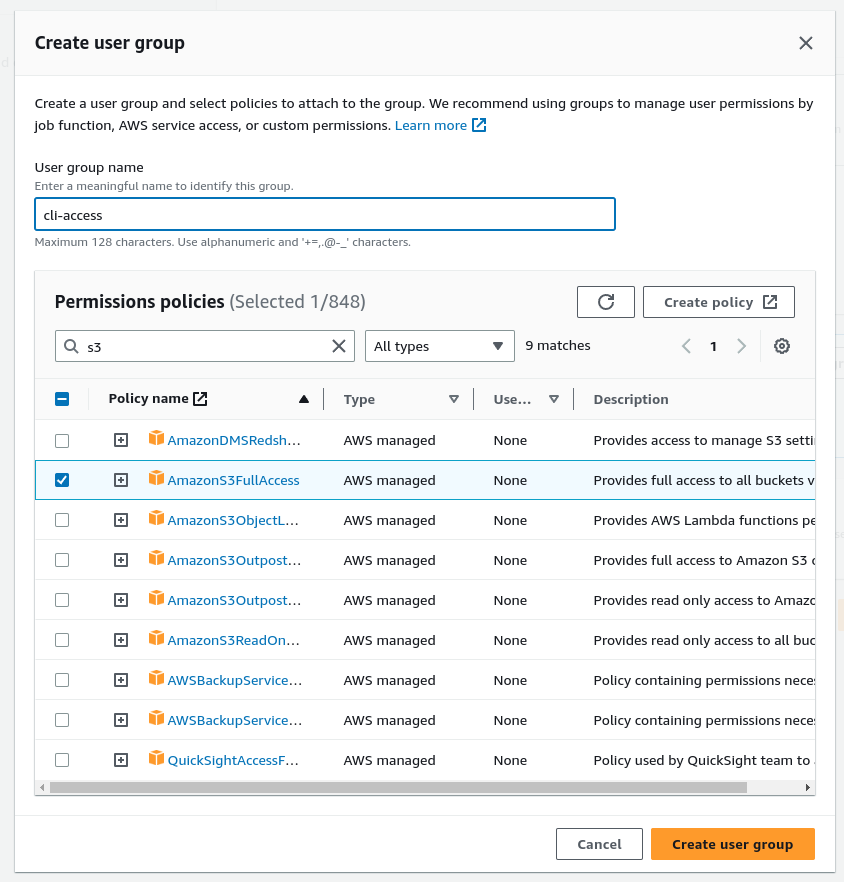 Create user group
Create a user group and select policies to attach to the group. We recommend using groups to manage user permissions by
job function, AWS service access, or custom permissions. Learn more
User group name
Enter a meaningful name to identify this group.
cli-access
Maximum 128 characters. Use alphanumeric and '+=,.@-_' characters.
Permissions policies (Selected 1/848)
Create policy
s3
All types
9 matches
1
Policy name Type Use... Description
AmazonDMSRedsh... AWS managed None Provides access to manage S3
AmazonS3FullAccess AWS managed None Provides full access to all buckets
AmazonS3ObjectL... AWS managed None Provides AWS Lambda functions
AmazonS3Outpost... AWS managed None Provides full access to Amazon S3
AmazonS3Outpost... AWS managed None Provides read only access to
AmazonS3ReadOn... AWS managed None Provides read only access to all
AWSBackupService... AWS managed None Policy containing permissions
AWSBackupService... AWS managed None Policy containing permissions
QuickSightAccessF... AWS managed None Policy used by QuickSight team to
Cancel
Create user group